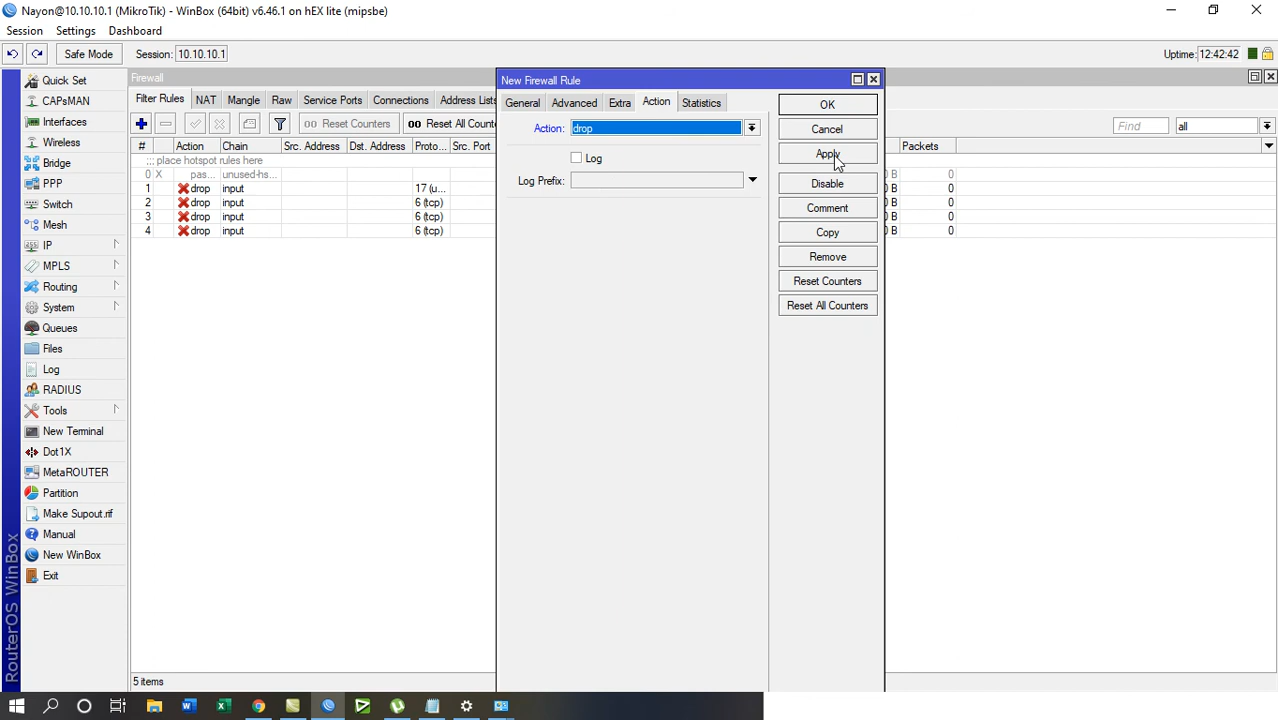 Nayon@10.10.10.1 (MikroTik) - WinBox (64bit) v6.46.1 on hEX lite (mipsbe)
Session Settings Dashboard
Safe Mode Session: 10.10.10.1 Uptime: 12:42:42
Quick Set
CAPsMAN
Interfaces
Wireless
Bridge
PPP
Switch
Mesh
IP
MPLS
Routing
System
Queues
Files
Log
RADIUS
Tools
New Terminal
Dot1X
MetaROUTER
Partition
Make Supout.rif
Manual
New WinBox
Exit
RouterOS WinBox
Firewall
Filter Rules NAT Mangle Raw Service Ports Connections Address Lists
00 Reset Counters 00 Reset All Counte Find all
# Action Chain Src. Address Dst. Address Proto... Src. Port Packets
::: place hotspot rules here
0 X pas... unused-hs... 0 B 0
1 drop input 17 (u... 0 B 0
2 drop input 6 (tcp) 0 B 0
3 drop input 6 (tcp) 0 B 0
4 drop input 6 (tcp) 0 B 0
5 items
New Firewall Rule
General Advanced Extra Action Statistics
Action: drop
Log
Log Prefix:
OK
Cancel
Apply
Disable
Comment
Copy
Remove
Reset Counters
Reset All Counters